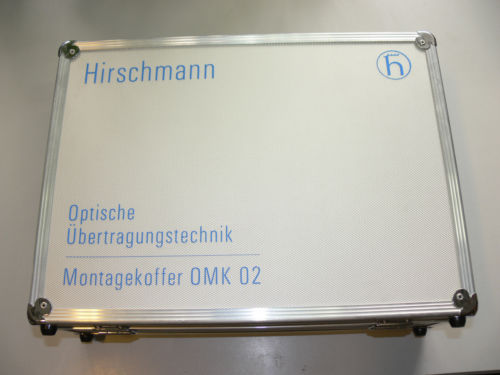 Hirschmann
h
Optische
Übertragungstechnik
Montagekoffer OMK 02